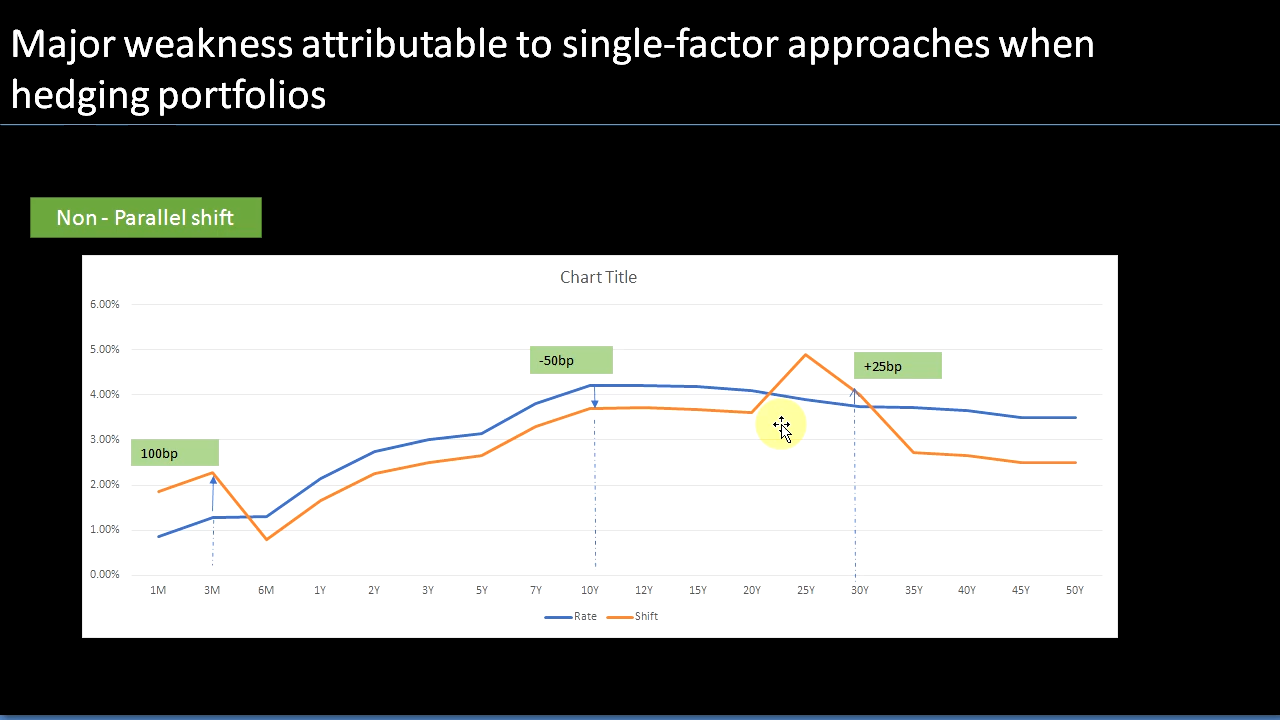 Major weakness attributable to single-factor approaches when
hedging portfolios
Non - Parallel shift
Chart Title
6.00%
5.00%
4.00%
3.00%
2.00%
1.00%
0.00%
100bp
-50bp
+25bp
1M 3M 6M 1Y 2Y 3Y 5Y 7Y 10Y 12Y 15Y 20Y 25Y 30Y 35Y 40Y 45Y 50Y
Rate Shift